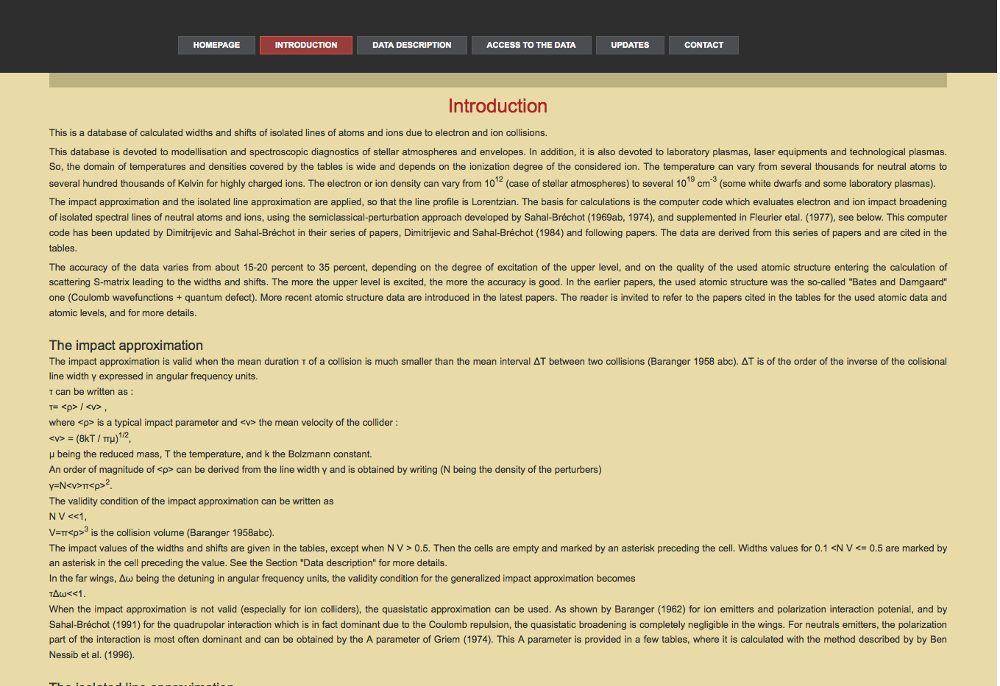 HOMEPAGE INTRODUCTION DATA DESCRIPTION ACCESS TO THE DATA UPDATES CONTACT
Introduction
This is a database of calculated widths and shifts of isolated lines of atoms and ions due to electron and ion collisions.
This database is devoted to modellisation and spectroscopic diagnostics of stellar atmospheres and envelopes. In addition, it is also devoted to laboratory plasmas, laser equipments and technological plasmas.
So, the domain of temperatures and densities covered by the tables is wide and depends on the ionization degree of the considered ion. The temperature can vary from several thousands for neutral atoms to
several hundred thousands of Kelvin for highly charged ions. The electron or ion density can vary from 10^12 (case of stellar atmospheres) to several 10^19 cm^-3 (some white dwarfs and some laboratory plasmas).
The impact approximation and the isolated line approximation are applied, so that the line profile is Lorentzian. The basis for calculations is the computer code which evaluates electron and ion impact broadening
of isolated spectral lines of neutral atoms and ions, using the semiclassical-perturbation approach developed by Sahal-Bréchot (1969ab, 1974), and supplemented in Fleurier etal. (1977), see below. This computer
code has been updated by Dimitrijevic and Sahal-Bréchot in their series of papers, Dimitrijevic and Sahal-Bréchot (1984) and following papers. The data are derived from this series of papers and are cited in the
tables.
The accuracy of the data varies from about 15-20 percent to 35 percent, depending on the degree of excitation of the upper level, and on the quality of the used atomic structure entering the calculation of
scattering S-matrix leading to the widths and shifts. The more the upper level is excited, the more the accuracy is good. In the earlier papers, the used atomic structure was the so-called "Bates and Damgaard"
one (Coulomb wavefunctions + quantum defect). More recent atomic structure data are introduced in the latest papers. The reader is invited to refer to the papers cited in the tables for the used atomic data and
atomic levels, and for more details.
The impact approximation
The impact approximation is valid when the mean duration τ of a collision is much smaller than the mean interval ΔT between two collisions (Baranger 1958 abc). ΔT is of the order of the inverse of the colisional
line width γ expressed in angular frequency units.
τ can be written as :
τ= <ρ> / <v> ,
where <ρ> is a typical impact parameter and <v> the mean velocity of the collider :
<v> = (8kT / πμ)^1/2,
μ being the reduced mass, T the temperature, and k the Bolzmann constant.
An order of magnitude of <ρ> can be derived from the line width γ and is obtained by writing (N being the density of the perturbers)
γ=N<v>π<ρ>^2.
The validity condition of the impact approximation can be written as
N V <<1,
V=π<ρ>^3 is the collision volume (Baranger 1958abc).
The impact values of the widths and shifts are given in the tables, except when N V > 0.5. Then the cells are empty and marked by an asterisk preceding the cell. Widths values for 0.1 <N V <= 0.5 are marked by
an asterisk in the cell preceding the value. See the Section "Data description" for more details.
In the far wings, Δω being the detuning in angular frequency units, the validity condition for the generalized impact approximation becomes
τΔω<<1.
When the impact approximation is not valid (especially for ion colliders), the quasistatic approximation can be used. As shown by Baranger (1962) for ion emitters and polarization interaction potenial, and by
Sahal-Bréchot (1991) for the quadrupolar interaction which is in fact dominant due to the Coulomb repulsion, the quasistatic broadening is completely negligible in the wings. For neutrals emitters, the polarization
part of the interaction is most often dominant and can be obtained by the A parameter of Griem (1974). This A parameter is provided in a few tables, where it is calculated with the method described by by Ben
Nessib et al. (1996).
The isolated line approximation